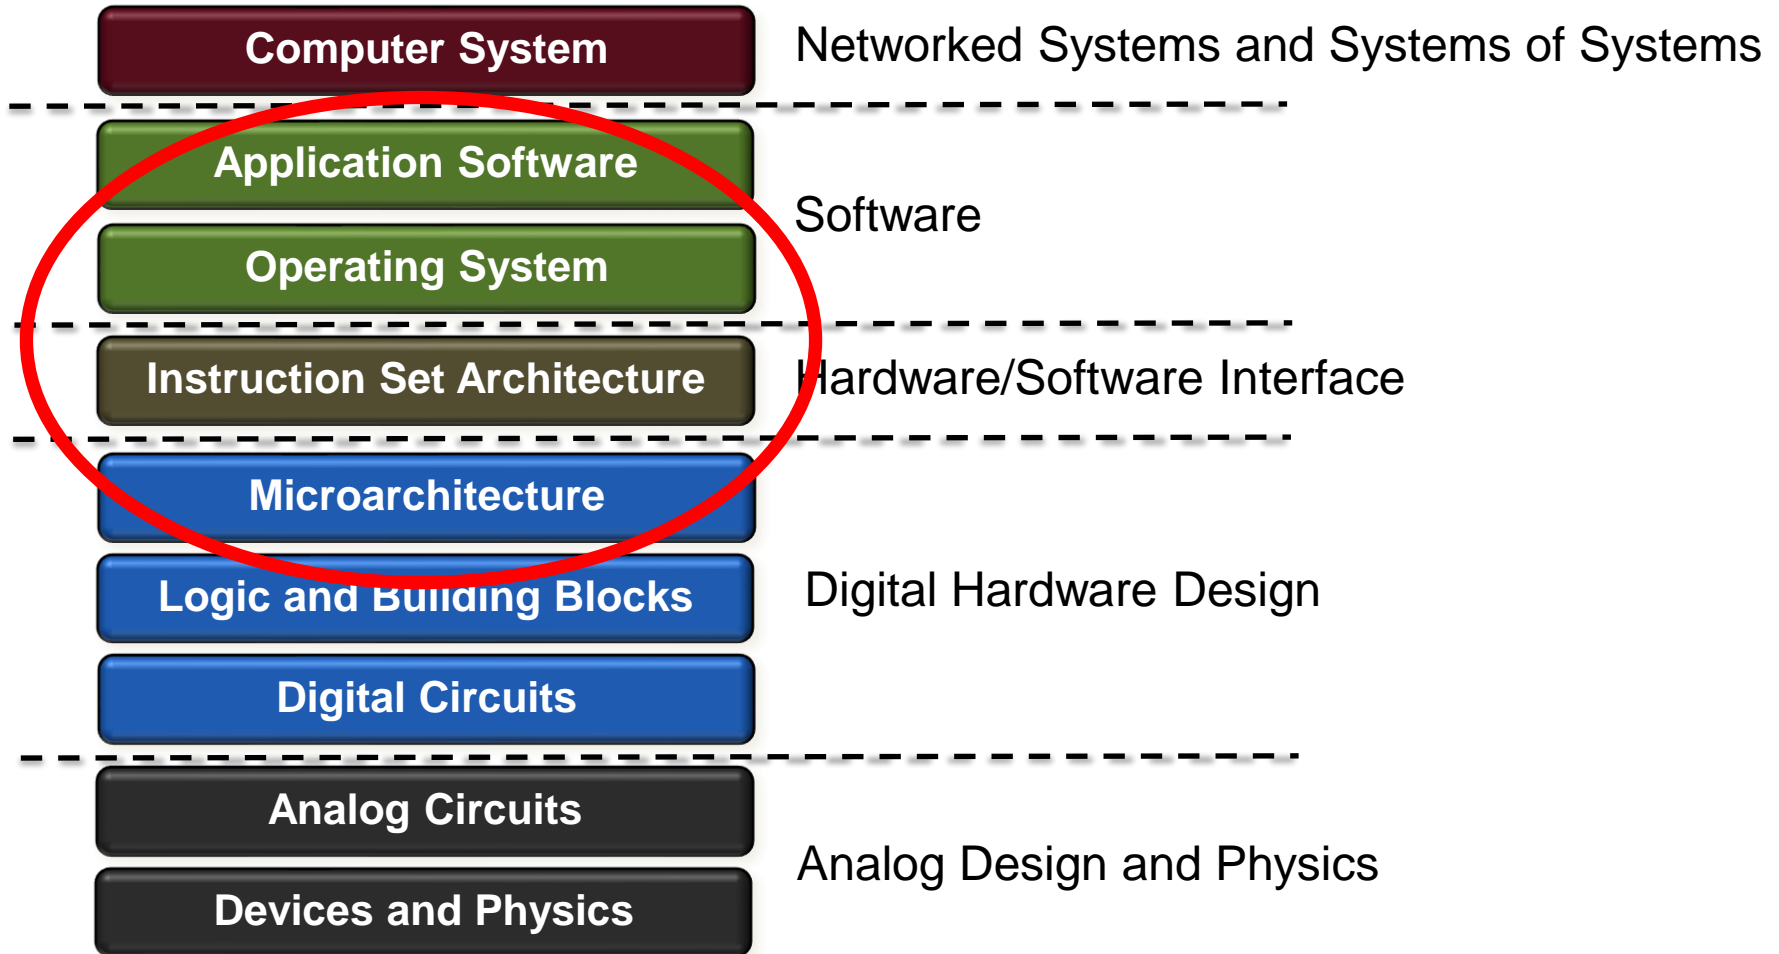 Computer System
Networked Systems and Systems of Systems
Application Software
Software
Operating System
Instruction Set Architecture
Hardware/Software Interface
Microarchitecture
Logic and Building Blocks
Digital Hardware Design
Digital Circuits
Analog Circuits
Analog Design and Physics
Devices and Physics